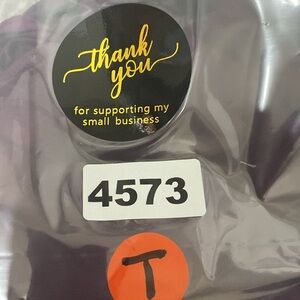 thank
you
for supporting my
small business
4573
T